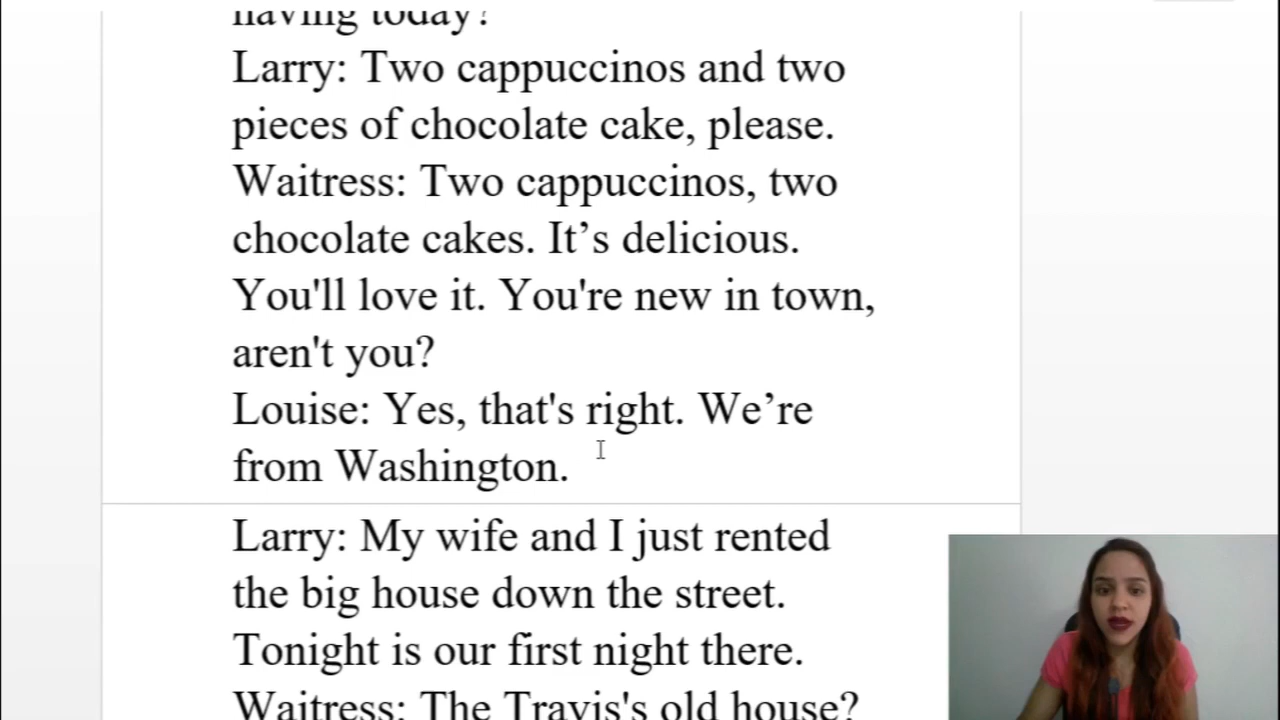 having today?
Larry: Two cappuccinos and two
pieces of chocolate cake, please.
Waitress: Two cappuccinos, two
chocolate cakes. It’s delicious.
You'll love it. You're new in town,
aren't you?
Louise: Yes, that's right. We’re
from Washington.
Larry: My wife and I just rented
the big house down the street.
Tonight is our first night there.
Waitress: The Travis's old house?